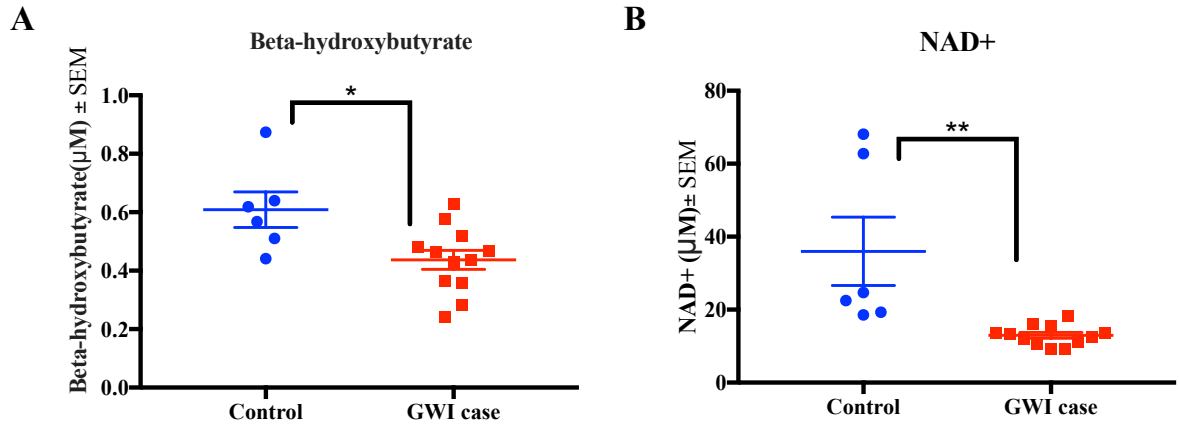 A
Beta-hydroxybutyrate
Beta-hydroxybutyrate(μM) ± SEM
1.0
0.8
0.6
0.4
0.2
0.0
*
Control
GWI case
B
NAD+
NAD+ (μM)± SEM
80
60
40
20
0
**
Control
GWI case